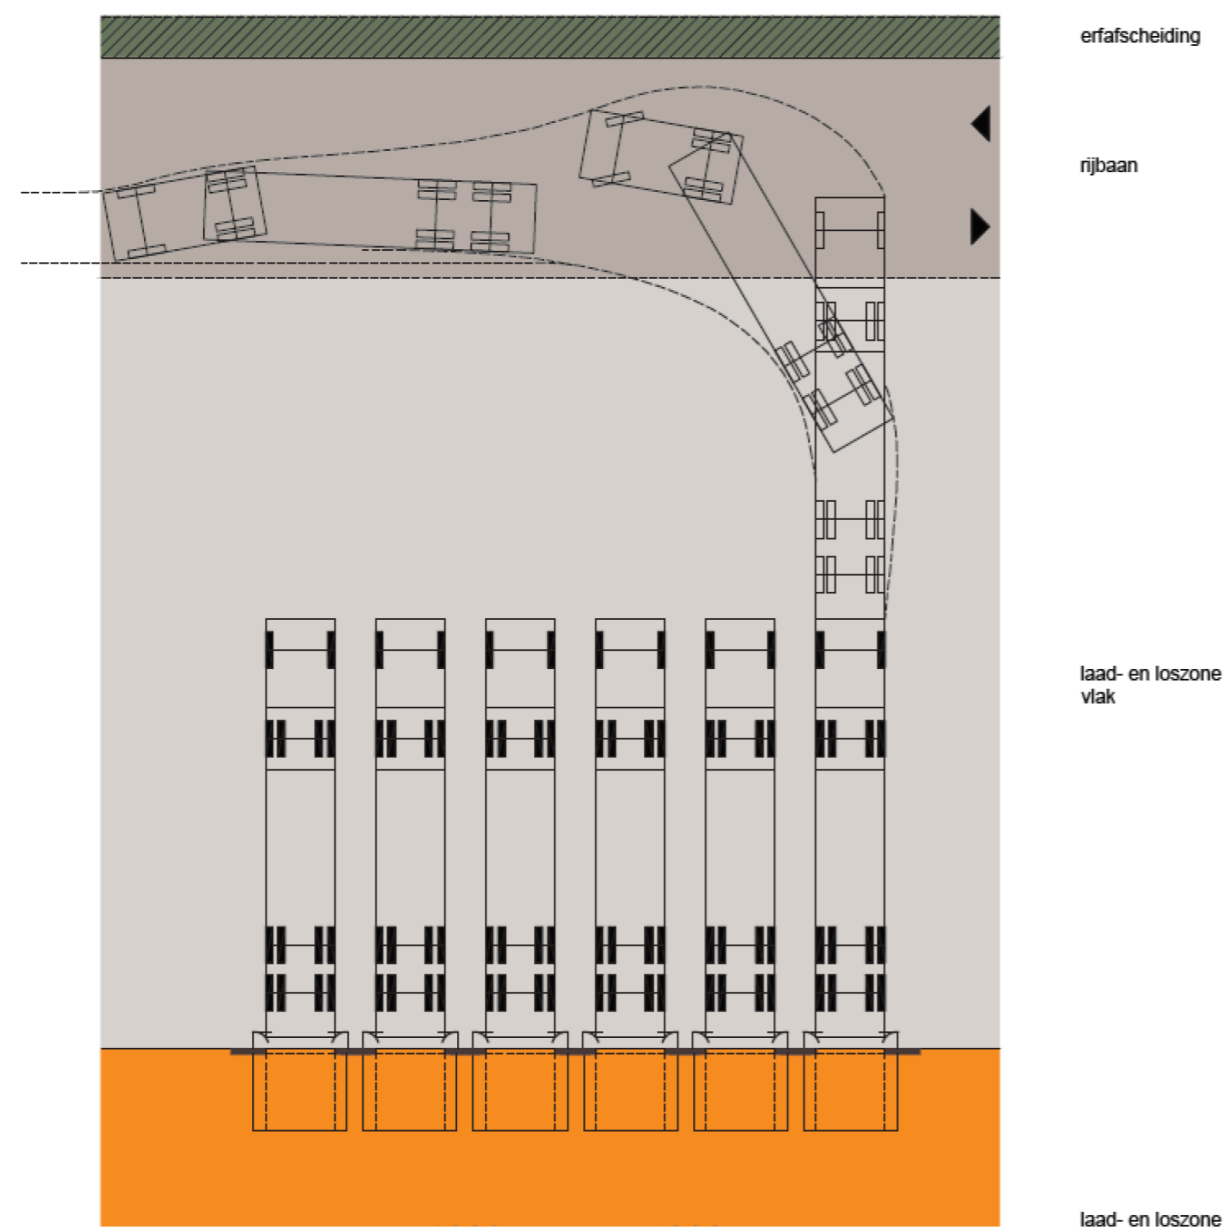 erfafscheiding
rijbaan
laad- en loszone
vlak
laad- en loszone